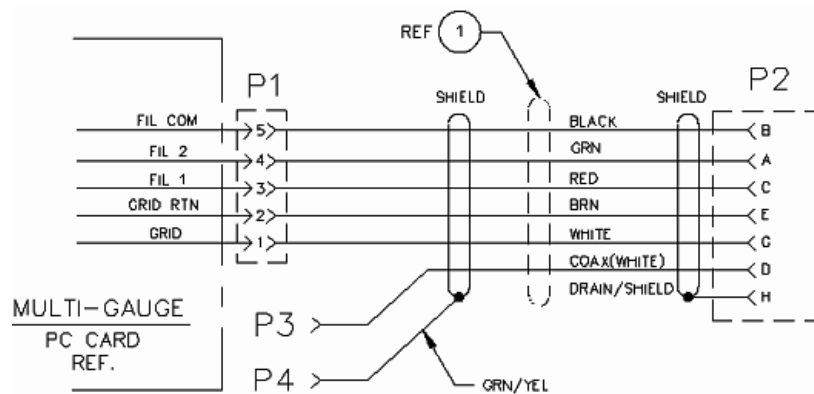 REF 1
P1
P2
SHIELD
SHIELD
FIL COM 5 BLACK B
FIL 2 4 GRN A
FIL 1 3 RED C
GRID RTN 2 BRN E
GRID 1 WHITE G
COAX(WHITE) D
DRAIN/SHIELD H
MULTI-GAUGE
PC CARD
REF.
P3
P4
GRN/YEL